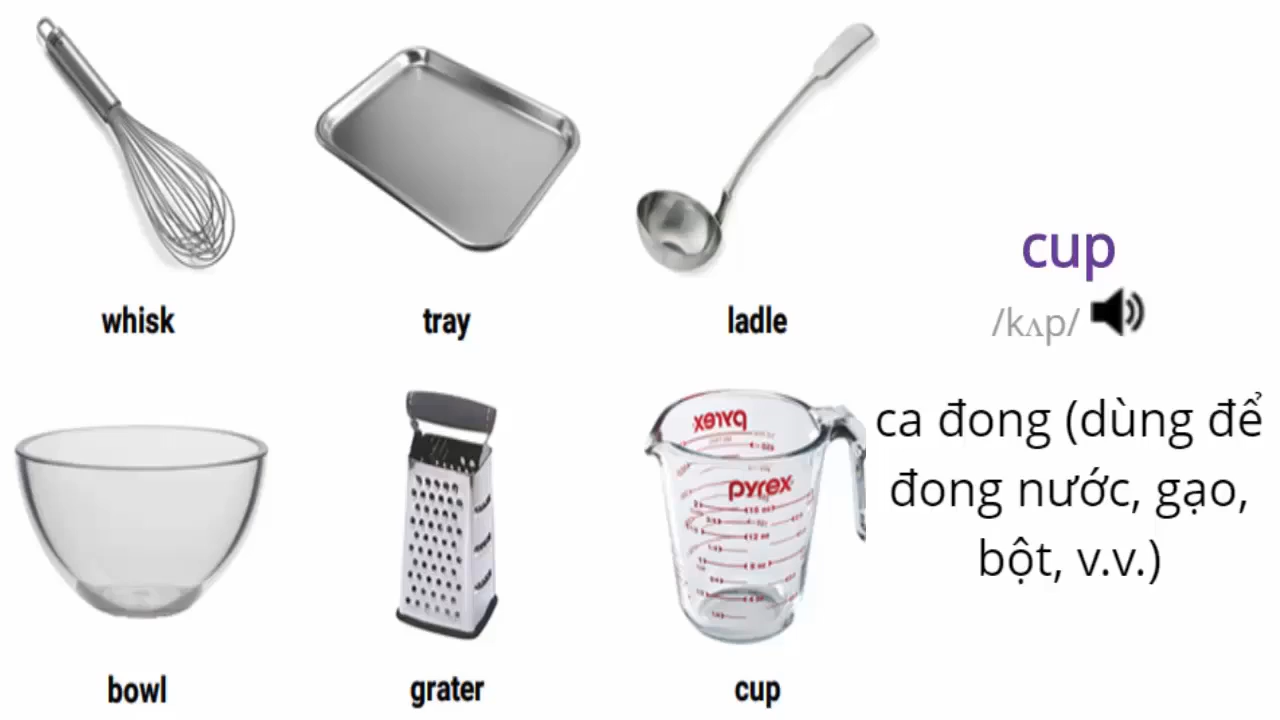 whisk
tray
ladle
bowl
grater
pyrex
pyrex
cup
cup
/kʌp/
ca đong (dùng để
đong nước, gạo,
bột, v.v.)